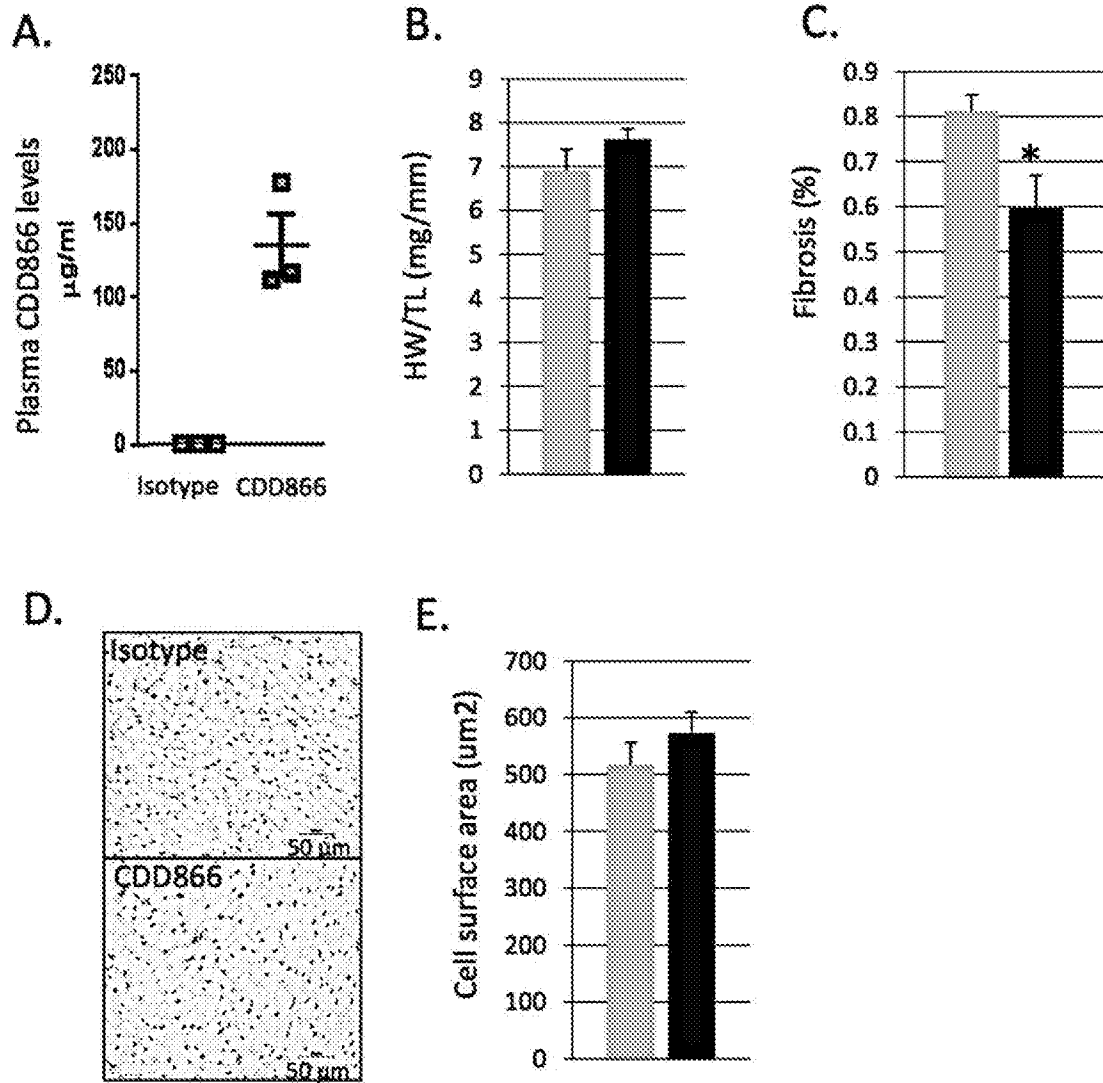 A.
Plasma CDD866 levels
µg/ml
250
200
150
100
50
0
Isotype CDD866
B.
HW/TL (mg/mm)
9
8
7
6
5
4
3
2
1
0
C.
Fibrosis (%)
0.9
0.8
0.7
0.6
0.5
0.4
0.3
0.2
0.1
0
*
D.
Isotype
50 µm
CDD866
50 µm
E.
Cell surface area (um2)
700
600
500
400
300
200
100
0